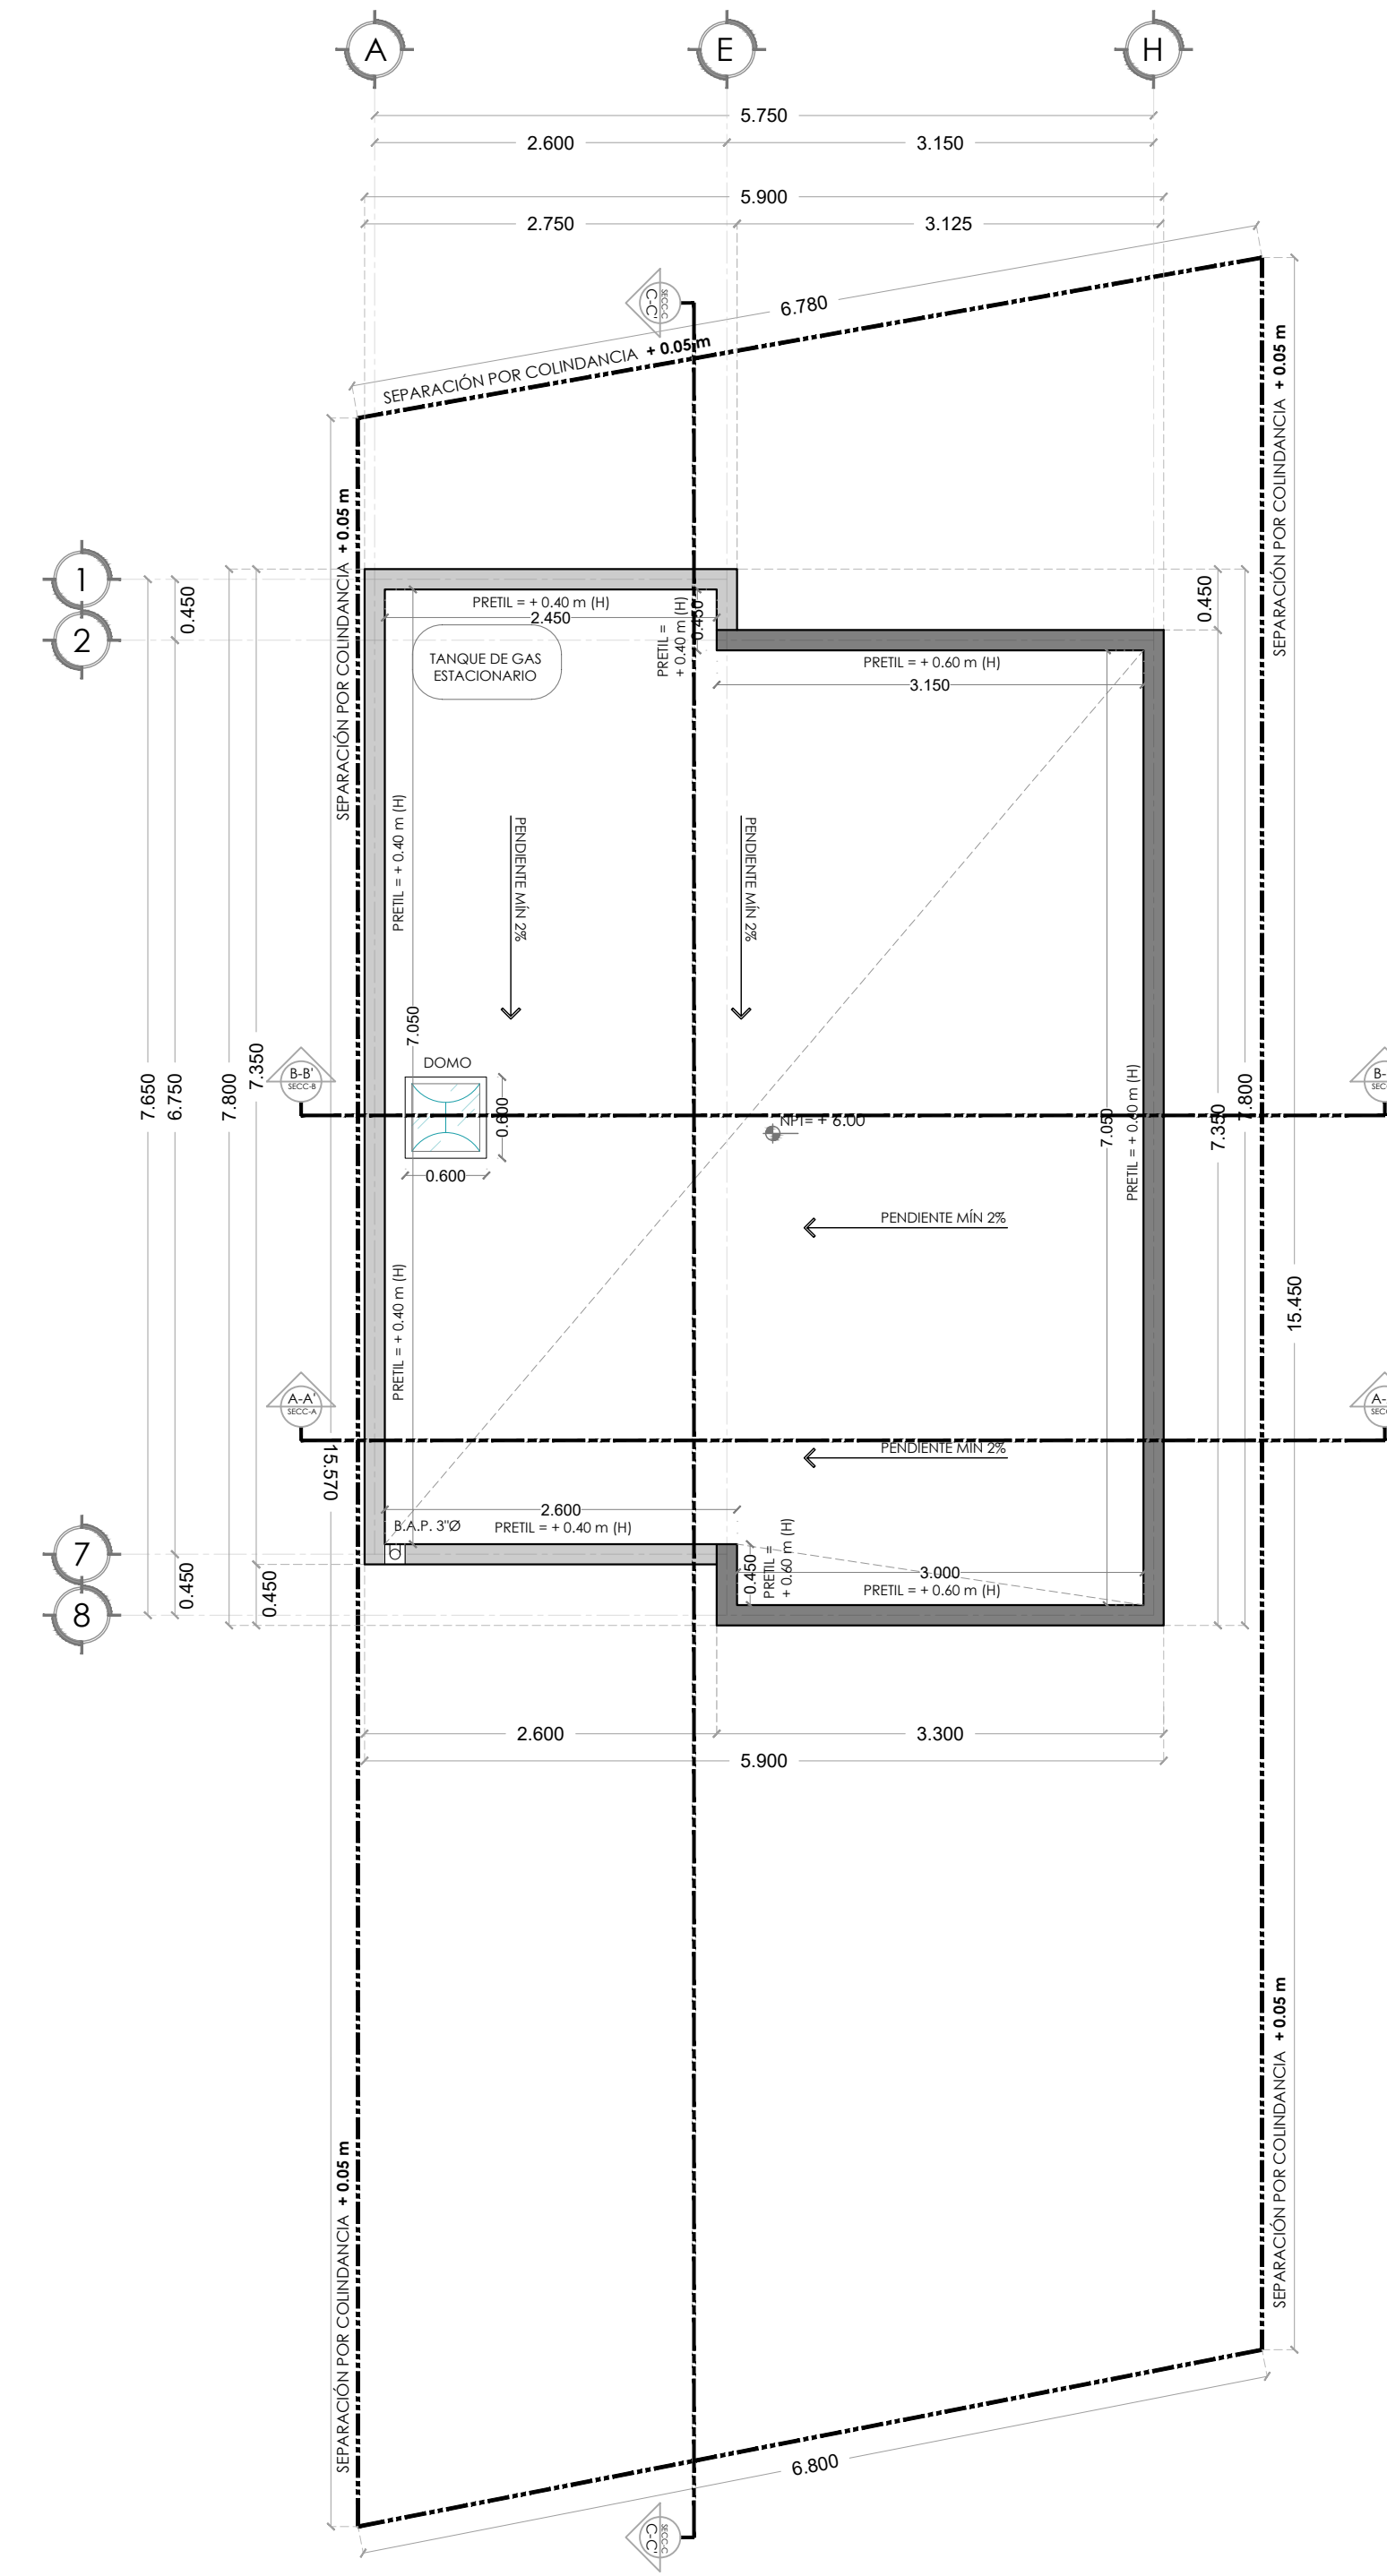 A
E
H
5.750
2.600
3.150
5.900
2.750
3.125
C-C'
SECC-C
6.780
SEPARACIÓN POR COLINDANCIA + 0.05 m
SEPARACIÓN POR COLINDANCIA + 0.05 m
SEPARACIÓN POR COLINDANCIA + 0.05 m
1
2
0.450
0.450
PRETIL = + 0.40 m (H)
2.450
PRETIL =
+ 0.40 m (H)
0.450
TANQUE DE GAS
ESTACIONARIO
PRETIL = + 0.60 m (H)
3.150
PRETIL = + 0.40 m (H)
PENDIENTE MÍN 2%
PENDIENTE MÍN 2%
7.050
DOMO
0.600
0.600
B-B'
SECC-B
7.650
6.750
7.800
7.350
NPT= + 6.00
7.050
PRETIL = + 0.60 m (H)
7.350
7.800
B-
SEC
PENDIENTE MÍN 2%
PRETIL = + 0.40 m (H)
15.450
A-A'
SECC-A
A-
SEC
PENDIENTE MÍN 2%
15.570
2.600
B.A.P. 3"Ø
PRETIL = + 0.40 m (H)
7
8
0.450
0.450
0.450
PRETIL =
+ 0.60 m (H)
3.000
PRETIL = + 0.60 m (H)
2.600
3.300
5.900
SEPARACIÓN POR COLINDANCIA + 0.05 m
SEPARACIÓN POR COLINDANCIA + 0.05 m
6.800
C-C'
SECC-C